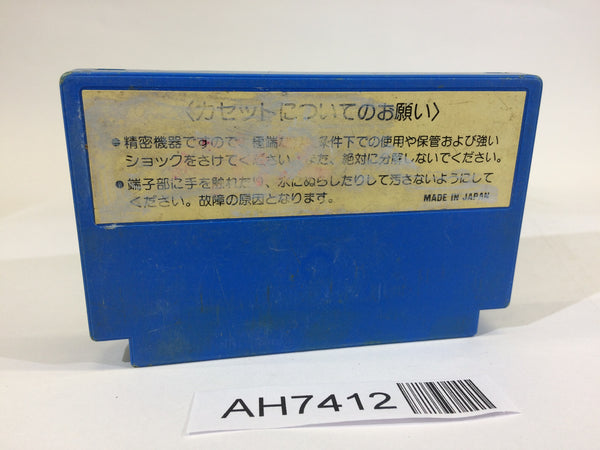 〈カセットについてのお願い〉
●精密機器ですので、極端な 条件下での使用や保管および強い
ショックをさけてください。また、絶対に分解しないでください。
●端子部に手を触れたり、水にぬらしたりして汚さないようにして
ください。故障の原因となります。
MADE IN JAPAN
AH7412